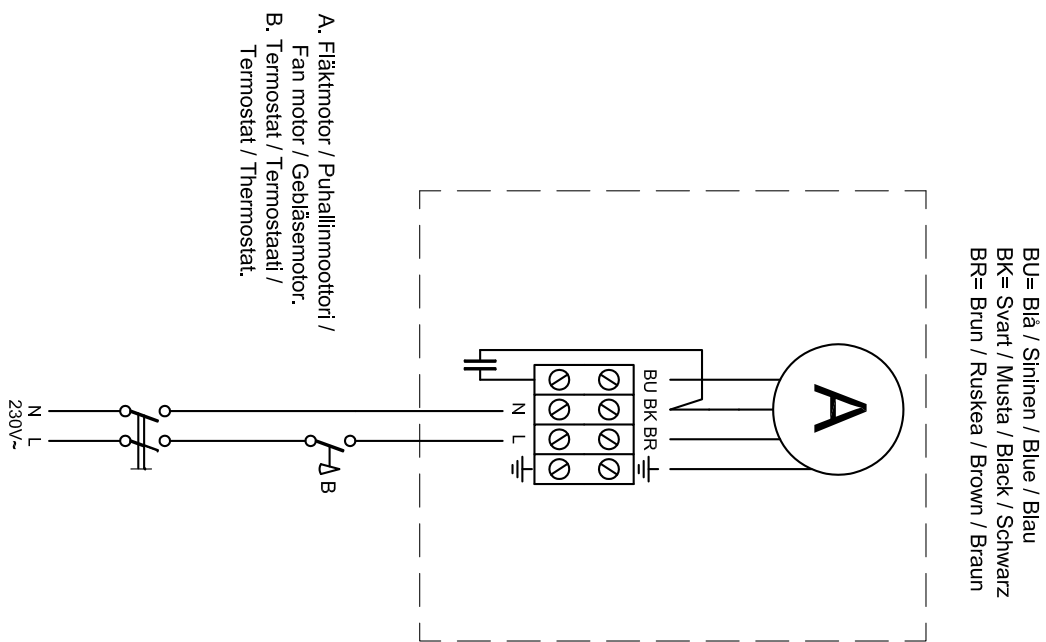 BU= Blå / Sininen / Blue / Blau
BK= Svart / Musta / Black / Schwarz
BR= Brun / Ruskea / Brown / Braun
A
BU BK BR
N L
B
N L
230V~
A. Fläktmotor / Puhallinmoottori /
Fan motor / Gebläsemotor.
B. Termostat / Termostaati /
Termostat / Thermostat.